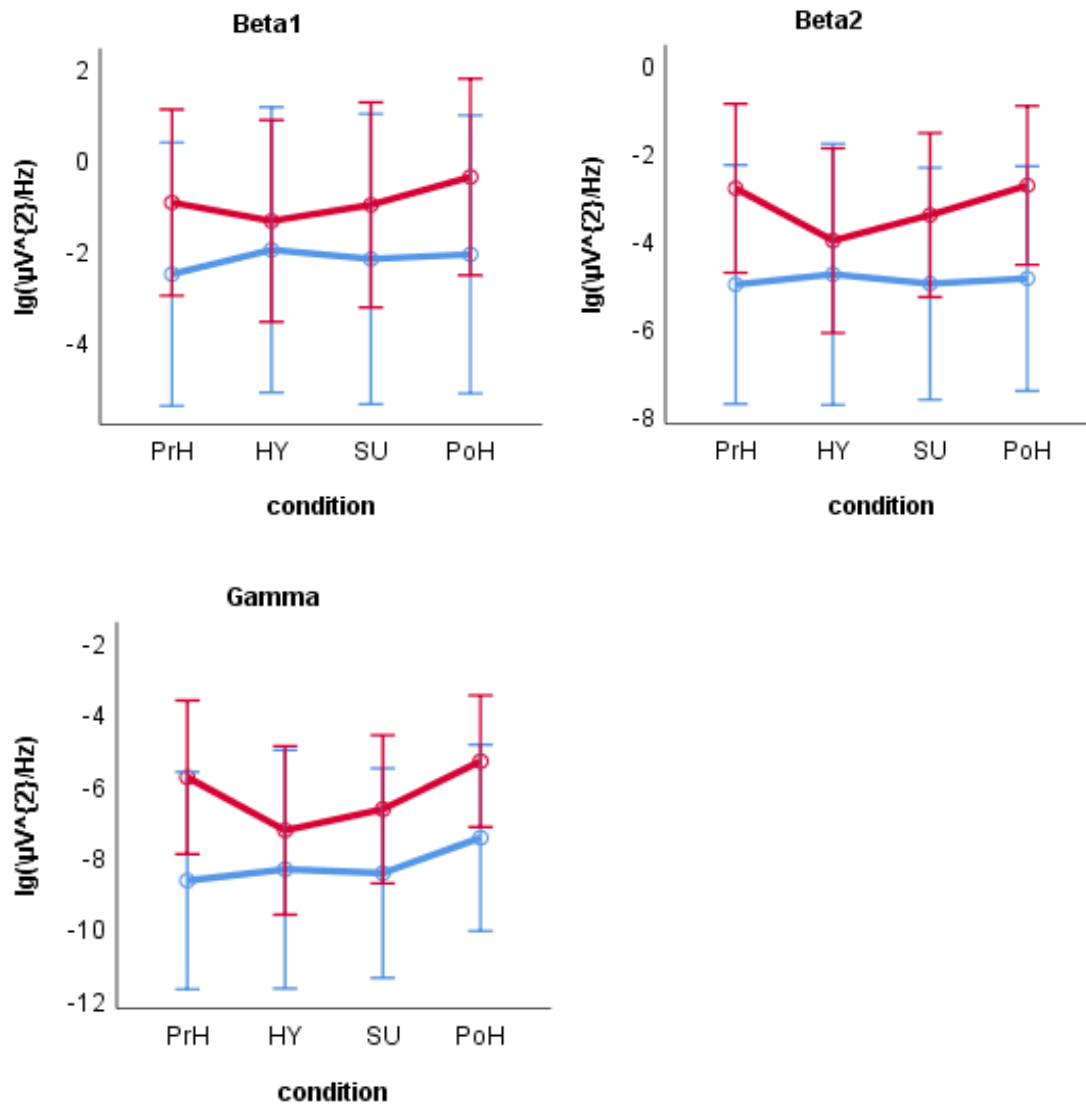 Beta1
lg(µV^{2}/Hz)
2
0
-2
-4
PrH HY SU PoH
condition
Beta2
lg(µV^{2}/Hz)
0
-2
-4
-6
-8
PrH HY SU PoH
condition
Gamma
lg(µV^{2}/Hz)
-2
-4
-6
-8
-10
-12
PrH HY SU PoH
condition